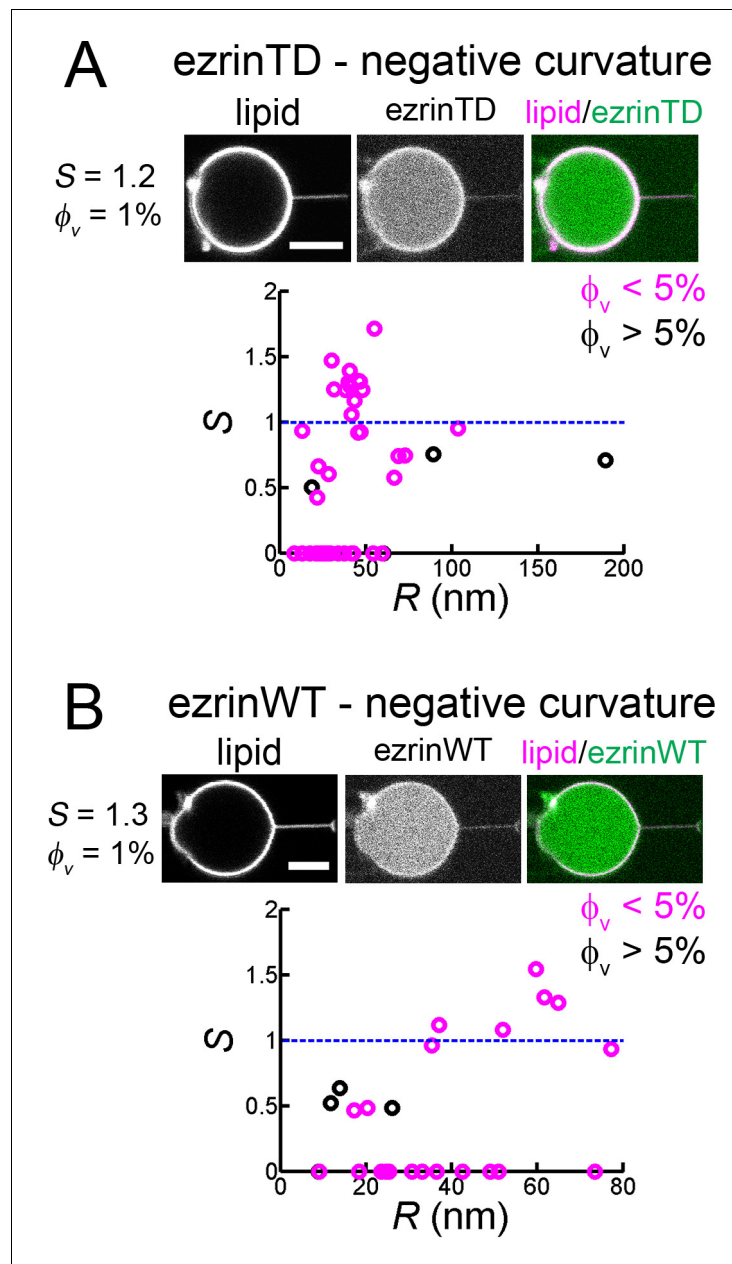 A ezrinTD - negative curvature
lipid ezrinTD lipid/ezrinTD
S = 1.2
ϕv = 1%
ϕv < 5%
ϕv > 5%
2
1.5
1
0.5
0
S
0 50 100 150 200
R (nm)
B ezrinWT - negative curvature
lipid ezrinWT lipid/ezrinWT
S = 1.3
ϕv = 1%
ϕv < 5%
ϕv > 5%
2
1.5
1
0.5
0
S
0 20 40 60 80
R (nm)